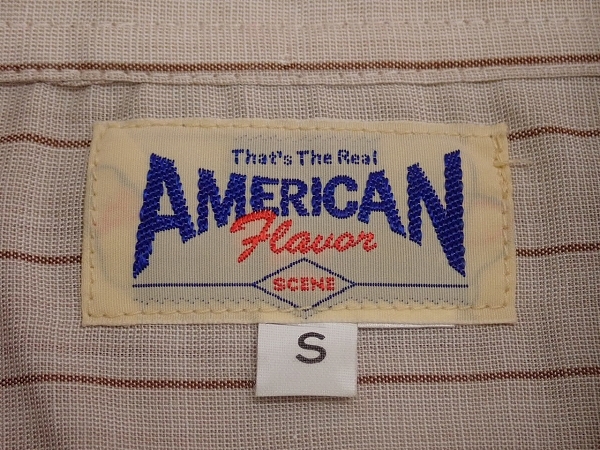 That's The Real
AMERICAN
Flavor
SCENE
S